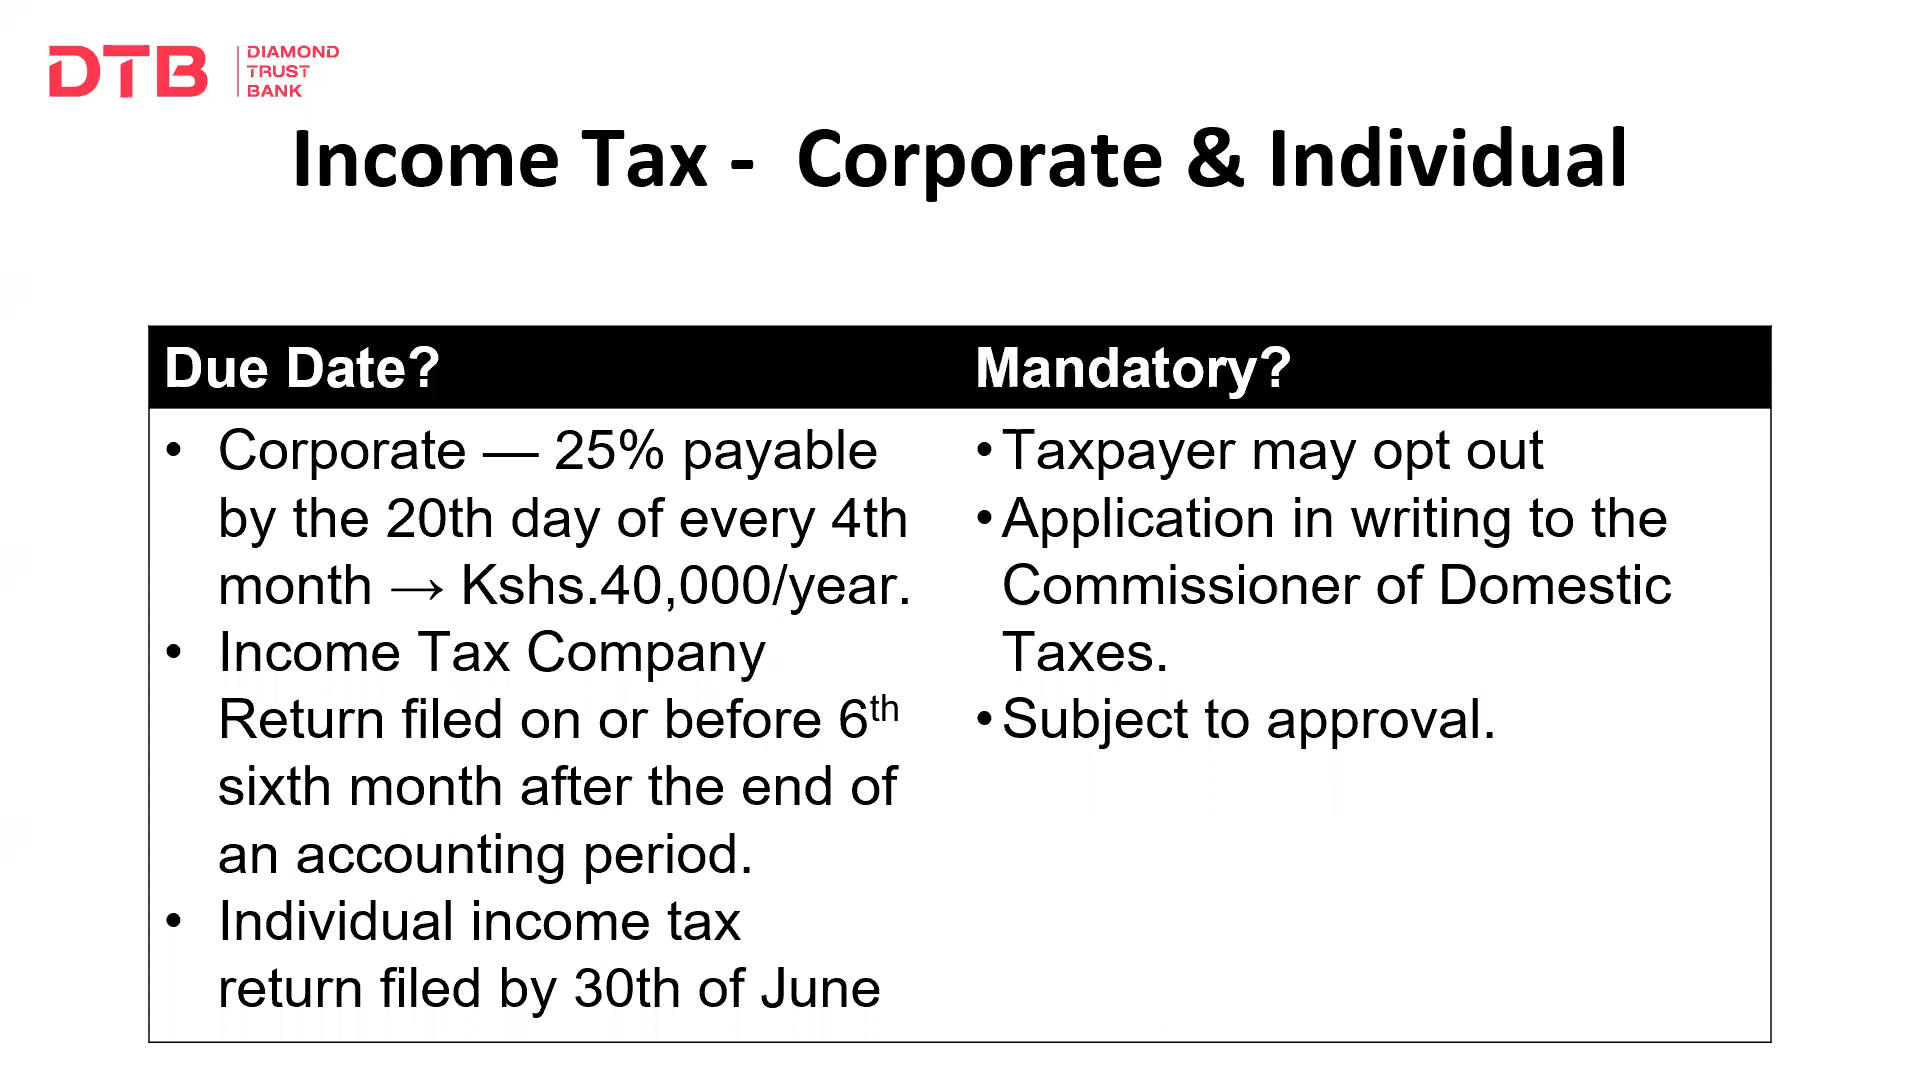 DTB
DIAMOND
TRUST
BANK
Income Tax - Corporate & Individual
Due Date?
• Corporate — 25% payable
by the 20th day of every 4th
month → Kshs.40,000/year.
• Income Tax Company
Return filed on or before 6th
sixth month after the end of
an accounting period.
• Individual income tax
return filed by 30th of June
Mandatory?
• Taxpayer may opt out
• Application in writing to the
Commissioner of Domestic
Taxes.
• Subject to approval.